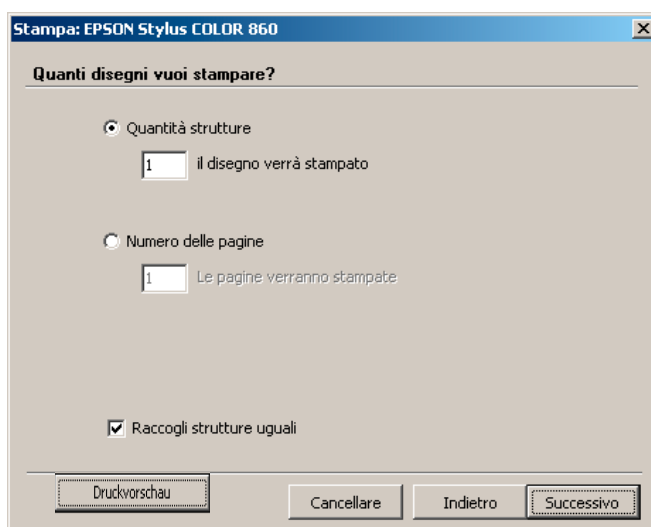 Stampa: EPSON Stylus COLOR 860
Quanti disegni vuoi stampare?
Quantità strutture
1 il disegno verrà stampato
Numero delle pagine
1 Le pagine verranno stampate
Raccogli strutture uguali
Druckvorschau Cancellare Indietro Successivo